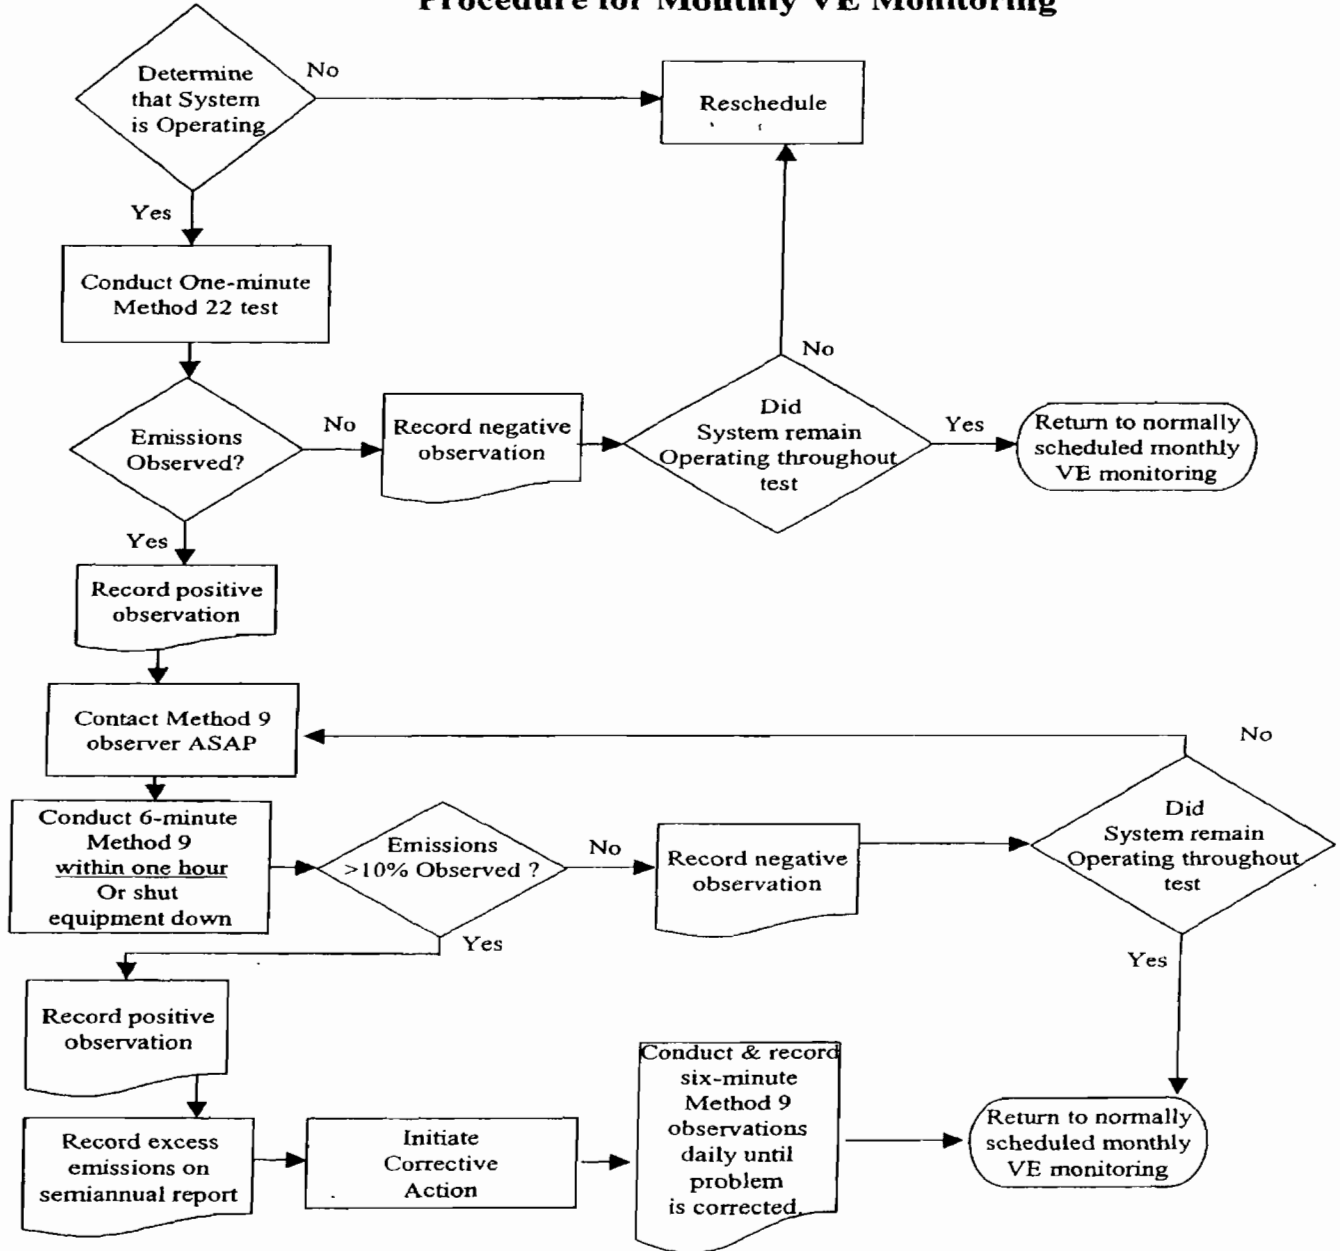 Procedure for Monthly VE Monitoring
Determine
that System
is Operating
No
Reschedule
Yes
Conduct One-minute
Method 22 test
No
Emissions
Observed?
No
Record negative
observation
Did
System remain
Operating throughout
test
Yes
Return to normally
scheduled monthly
VE monitoring
Yes
Record positive
observation
Contact Method 9
observer ASAP
No
Conduct 6-minute
Method 9
within one hour
Or shut
equipment down
Emissions
>10% Observed ?
No
Record negative
observation
Did
System remain
Operating throughout
test
Yes
Yes
Record positive
observation
Record excess
emissions on
semiannual report
Initiate
Corrective
Action
Conduct & record
six-minute
Method 9
observations
daily until
problem
is corrected.
Return to normally
scheduled monthly
VE monitoring